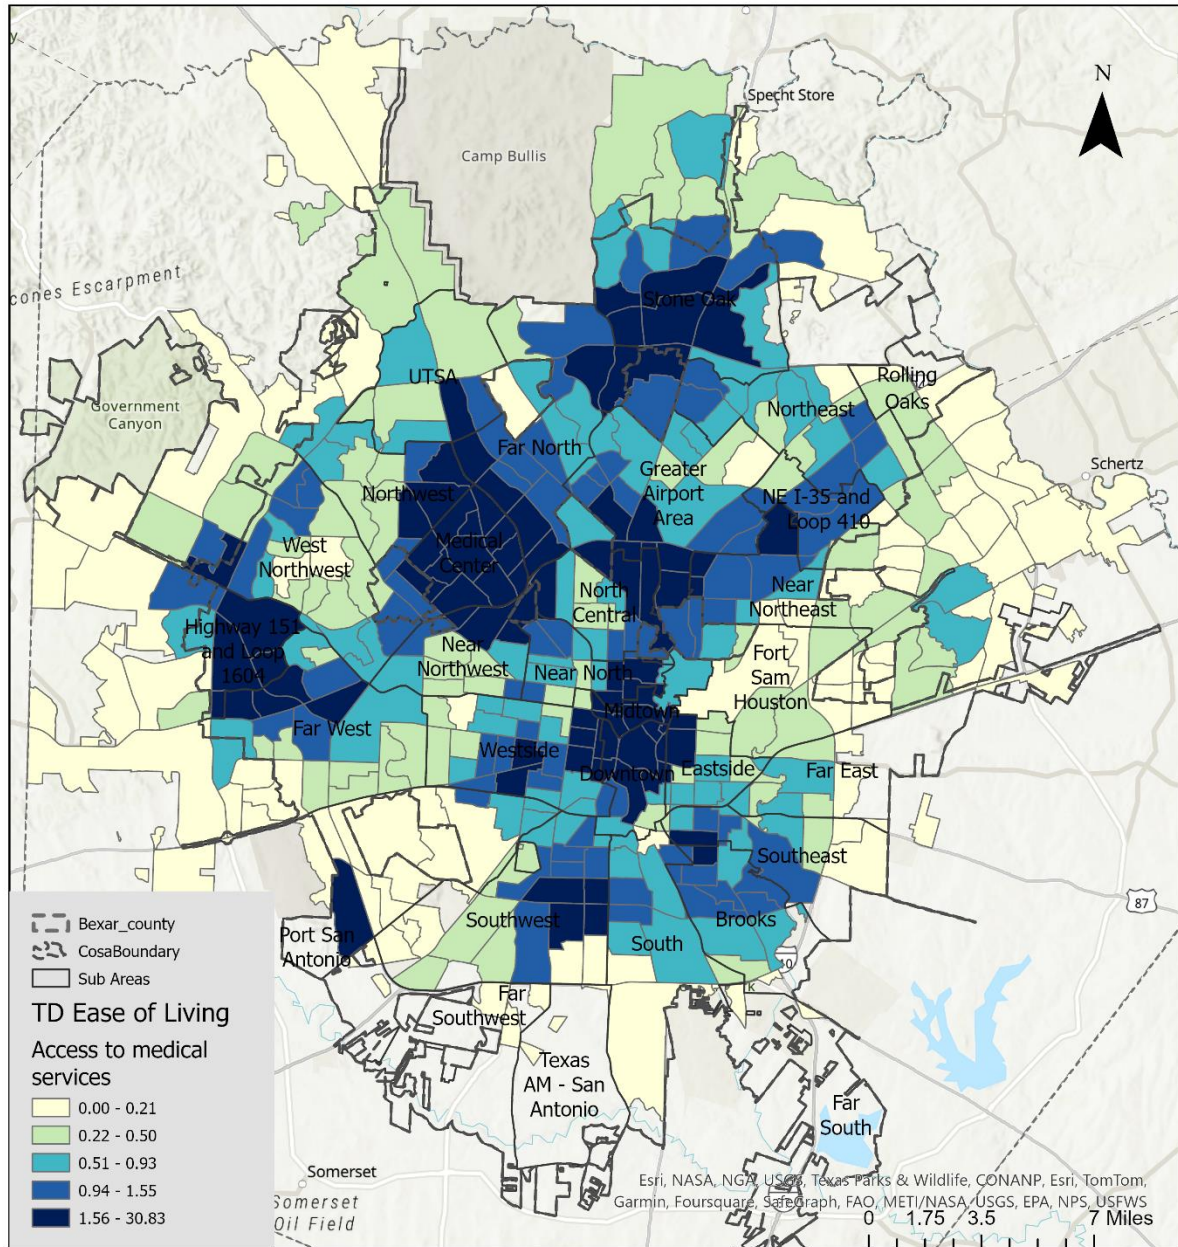 N
Specht Store
Camp Bullis
cones Escarpment
Stone Oak
UTSA
Rolling
Oaks
Government
Canyon
Northeast
Far North
Greater
Airport
Area
Schertz
Northwest
NE I-35 and
Loop 410
Medical
Center
West
Northwest
North
Central
Near
Northeast
Highway 151
and Loop
1604
Near
Northwest
Near North
Fort
Sam
Houston
Midtown
Far West
Westside
Downtown
Eastside
Far East
Southeast
87
Southwest
Brooks
South
Port San
Antonio
Far
Southwest
Texas
AM - San
Antonio
Far
South
Bexar_county
CosaBoundary
Sub Areas
TD Ease of Living
Access to medical
services
0.00 - 0.21
0.22 - 0.50
0.51 - 0.93
0.94 - 1.55
1.56 - 30.83
Somerset
Somerset
Oil Field
Esri, NASA, NGA, USGS, Texas Parks & Wildlife, CONANP, Esri, TomTom,
Garmin, Foursquare, SafeGraph, FAO, METI/NASA, USGS, EPA, NPS, USFWS
0 1.75 3.5 7 Miles